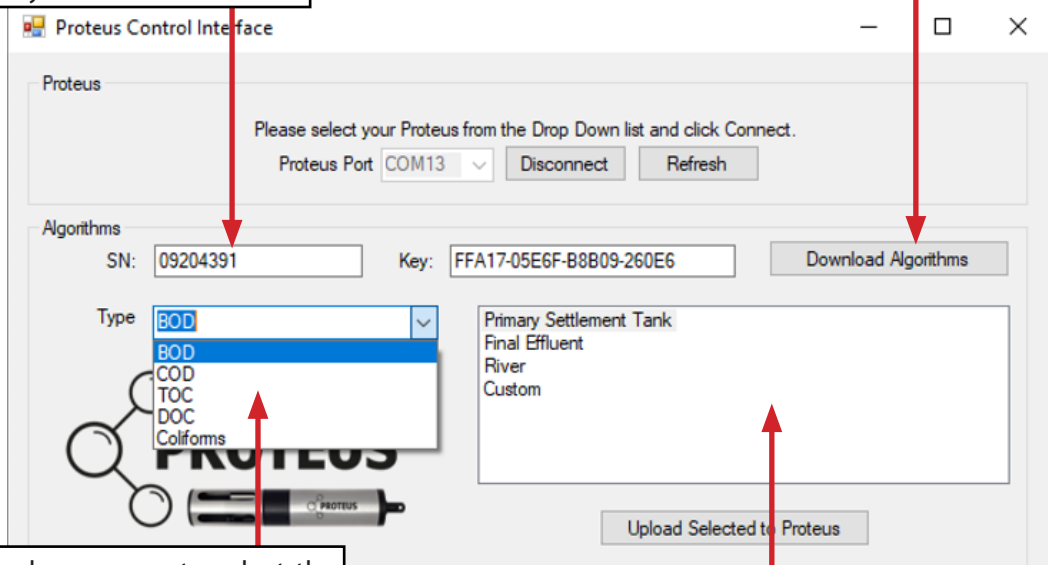 Proteus Control Interface
Proteus
Please select your Proteus from the Drop Down list and click Connect.
Proteus Port COM13 Disconnect Refresh
Algorithms
SN: 09204391 Key: FFA17-05E6F-B8B09-260E6 Download Algorithms
Type BOD
BOD
COD
TOC
DOC
Coliforms
Primary Settlement Tank
Final Effluent
River
Custom
PROTEUS
PROTEUS
Upload Selected to Proteus
select the